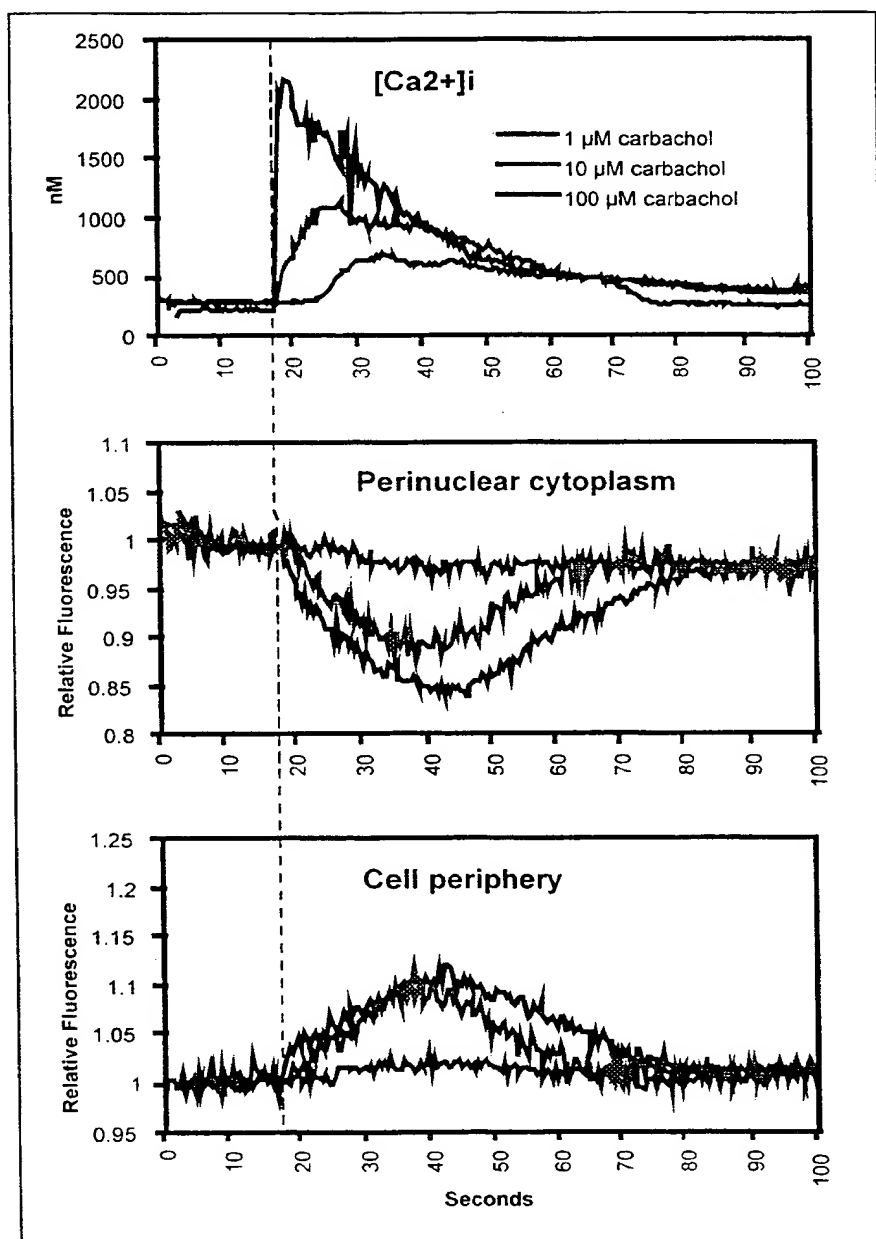 2500
2000
1500
1000
500
0
nM
[Ca2+]i
1 µM carbachol
10 µM carbachol
100 µM carbachol
0 10 20 30 40 50 60 70 80 90 100
1.1
1.05
1
0.95
0.9
0.85
0.8
Relative Fluorescence
Perinuclear cytoplasm
0 10 20 30 40 50 60 70 80 90 100
1.25
1.2
1.15
1.1
1.05
1
0.95
Relative Fluorescence
Cell periphery
0 10 20 30 40 50 60 70 80 90 100
Seconds